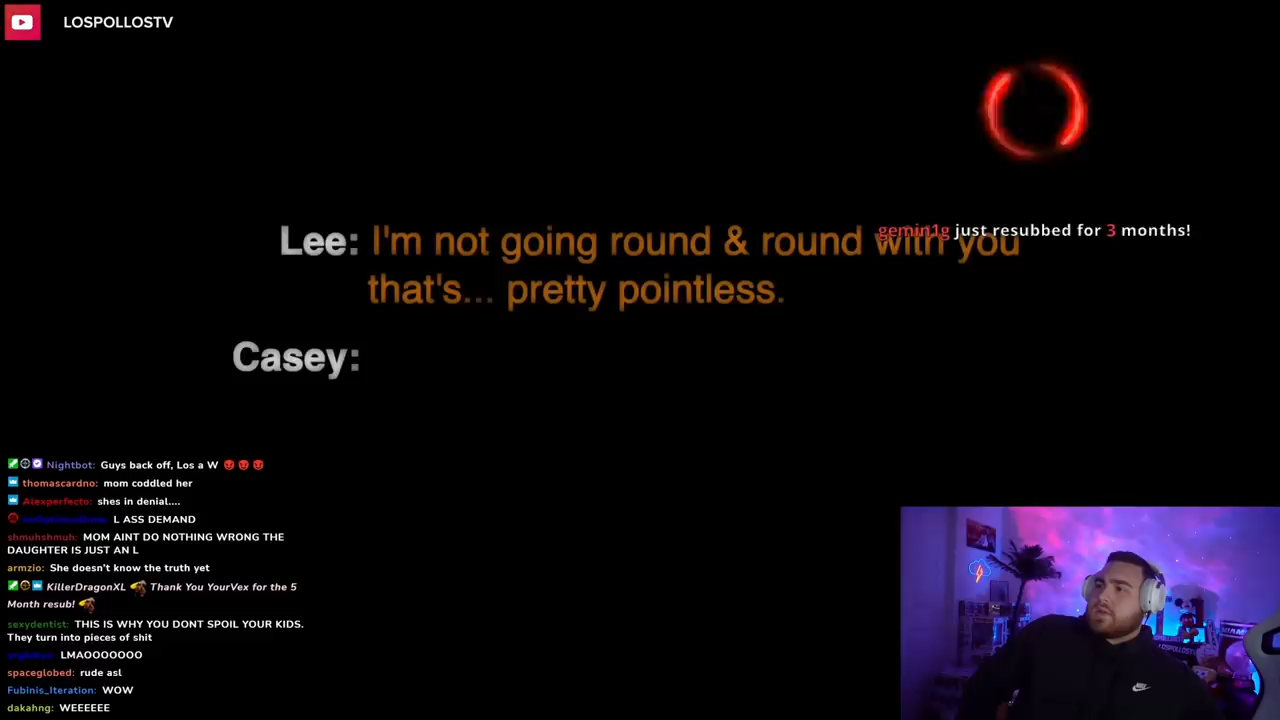 LOSPOLLOSTV
gemin1g just resubbed for 3 months!
Lee: I'm not going round & round with you
that's... pretty pointless.
Casey:
Nightbot: Guys back off, Los a W
thomascardno: mom coddled her
Alexperfecto: shes in denial....
L ASS DEMAND
shmuhshmuh: MOM AINT DO NOTHING WRONG THE
DAUGHTER IS JUST AN L
armzio: She doesn't know the truth yet
KillerDragonXL Thank You YourVex for the 5
Month resub!
sexydentist: THIS IS WHY YOU DONT SPOIL YOUR KIDS.
They turn into pieces of shit
LMAOOOOOOO
spaceglobed: rude asl
Fubinis_Iteration: WOW
dakahng: WEEEEEE